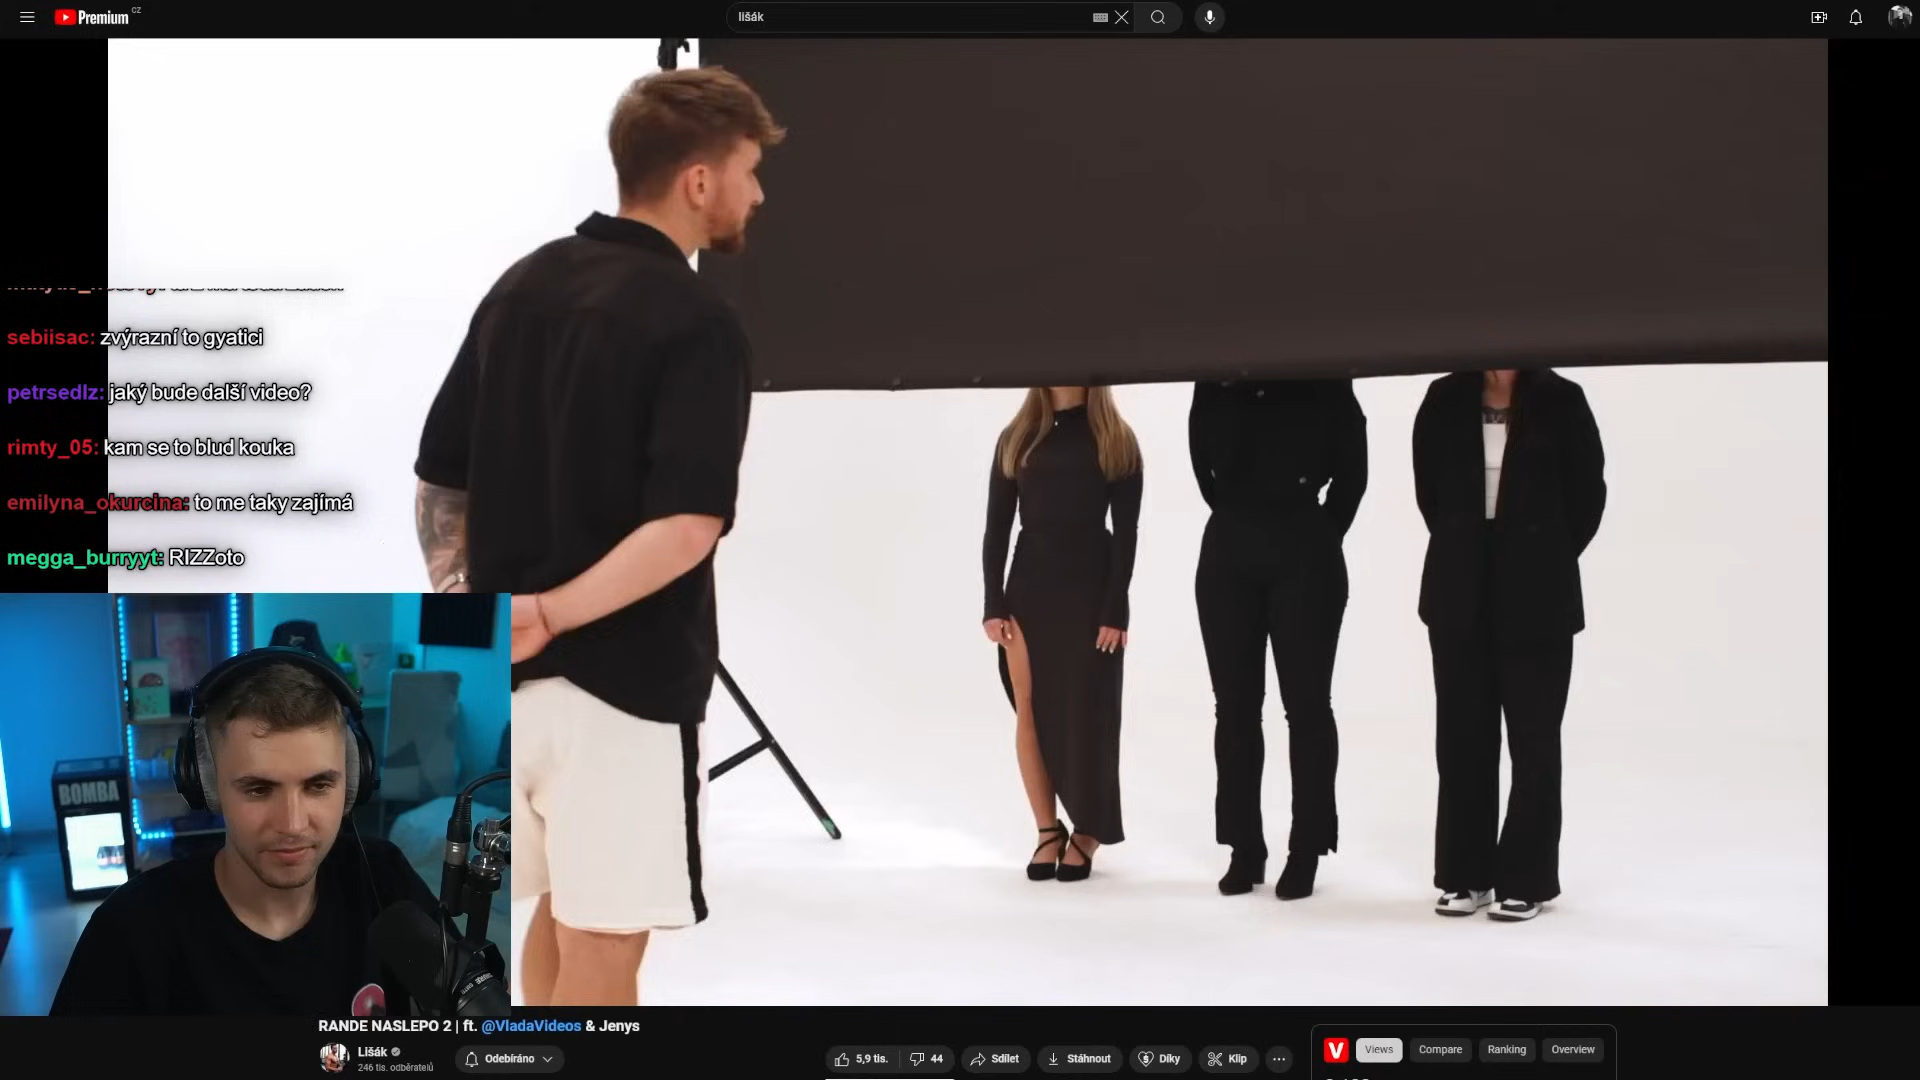 Premium CZ
lišák
sebiisac: zvýrazní to gyatici
petrsedlz: jaký bude další video?
rimty_05: kam se to blud kouka
emilyna_okurcina: to me taky zajímá
megga_burryyt: RIZZoto
BOMBA
RANDE NASLEPO 2 | ft. @VladaVideos & Jenys
Lišák
246 tis. odběratelů
Odebíráno
5,9 tis.
44
Sdílet
Stáhnout
Díky
Klip
Views
Compare
Ranking
Overview